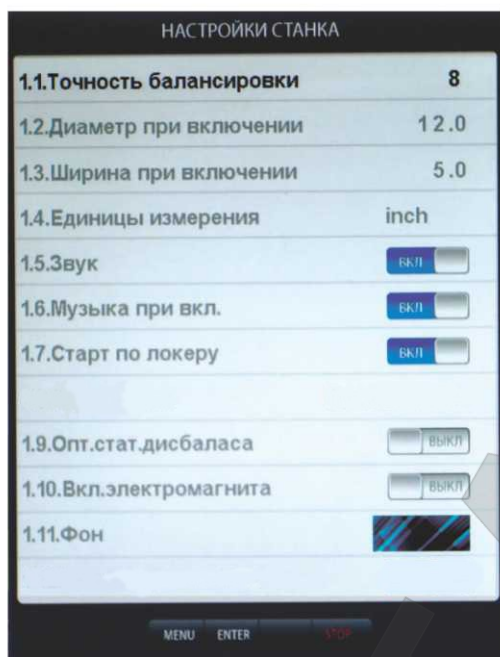 НАСТРОЙКИ СТАНКА
1.1.Точность балансировки 8
1.2.Диаметр при включении 12.0
1.3.Ширина при включении 5.0
1.4.Единицы измерения inch
1.5.Звук ВКЛ
1.6.Музыка при вкл. ВКЛ
1.7.Старт по локеру ВКЛ
1.9.Опт.стат.дисбаласа ВЫКЛ
1.10.Вкл.электромагнита ВЫКЛ
1.11.Фон
MENU ENTER STOP